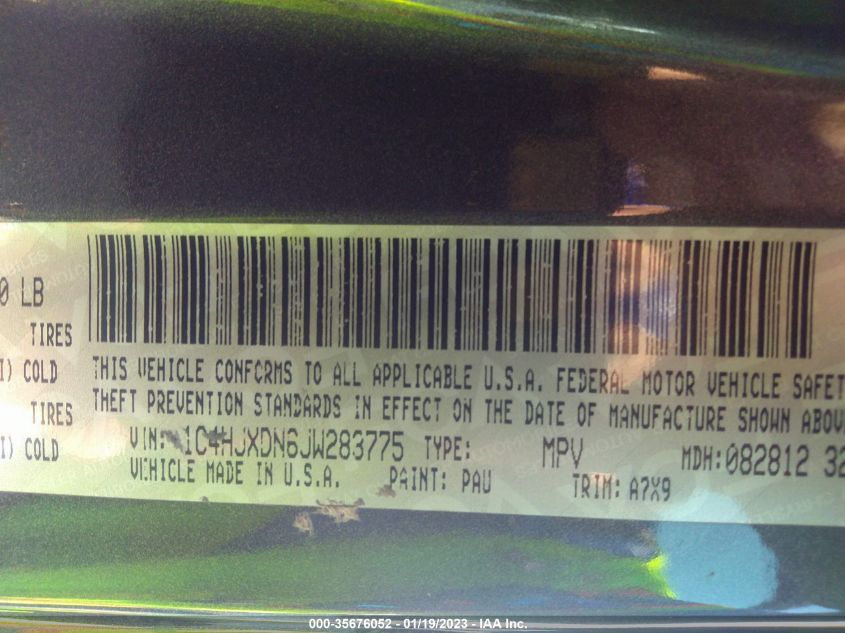 0 LB
TIRES
I) COLD
TIRES
I) COLD
THIS VEHICLE CONFORMS TO ALL APPLICABLE U.S.A. FEDERAL MOTOR VEHICLE SAFET
THEFT PREVENTION STANDARDS IN EFFECT ON THE DATE OF MANUFACTURE SHOWN ABOV
VIN: 1C4HJXDN6JW283775 TYPE: MPV MDH:082812 32
VEHICLE MADE IN U.S.A. PAINT: PAU TRIM: A7X9
000-35676052 - 01/19/2023 - IAA Inc.